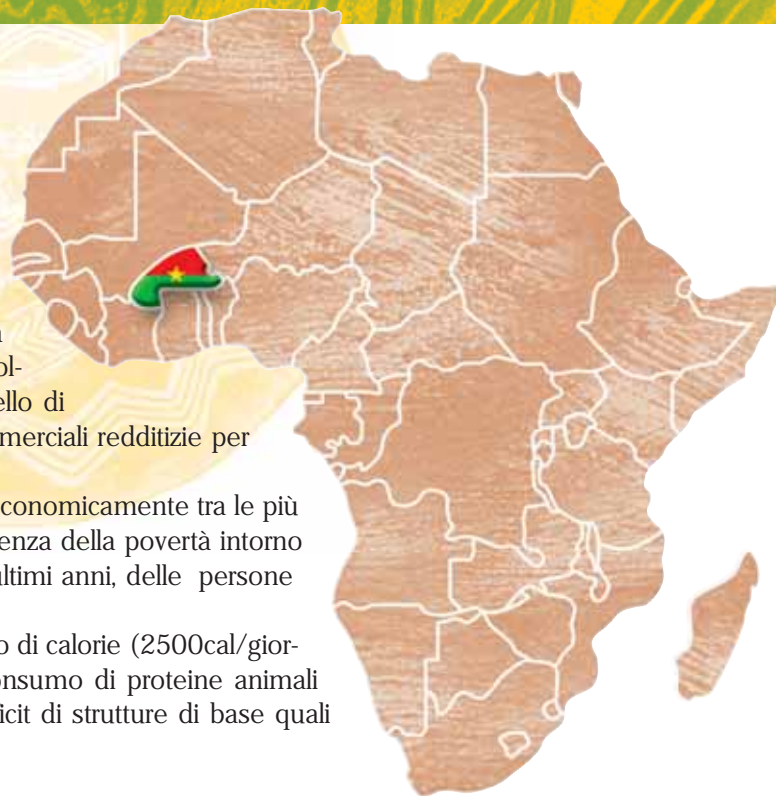 ol-
ello di
merciali redditizie per
conomicamente tra le più
enza della povertà intorno
ultimi anni, delle persone
o di calorie (2500cal/gior-
onsumo di proteine animali
icit di strutture di base quali